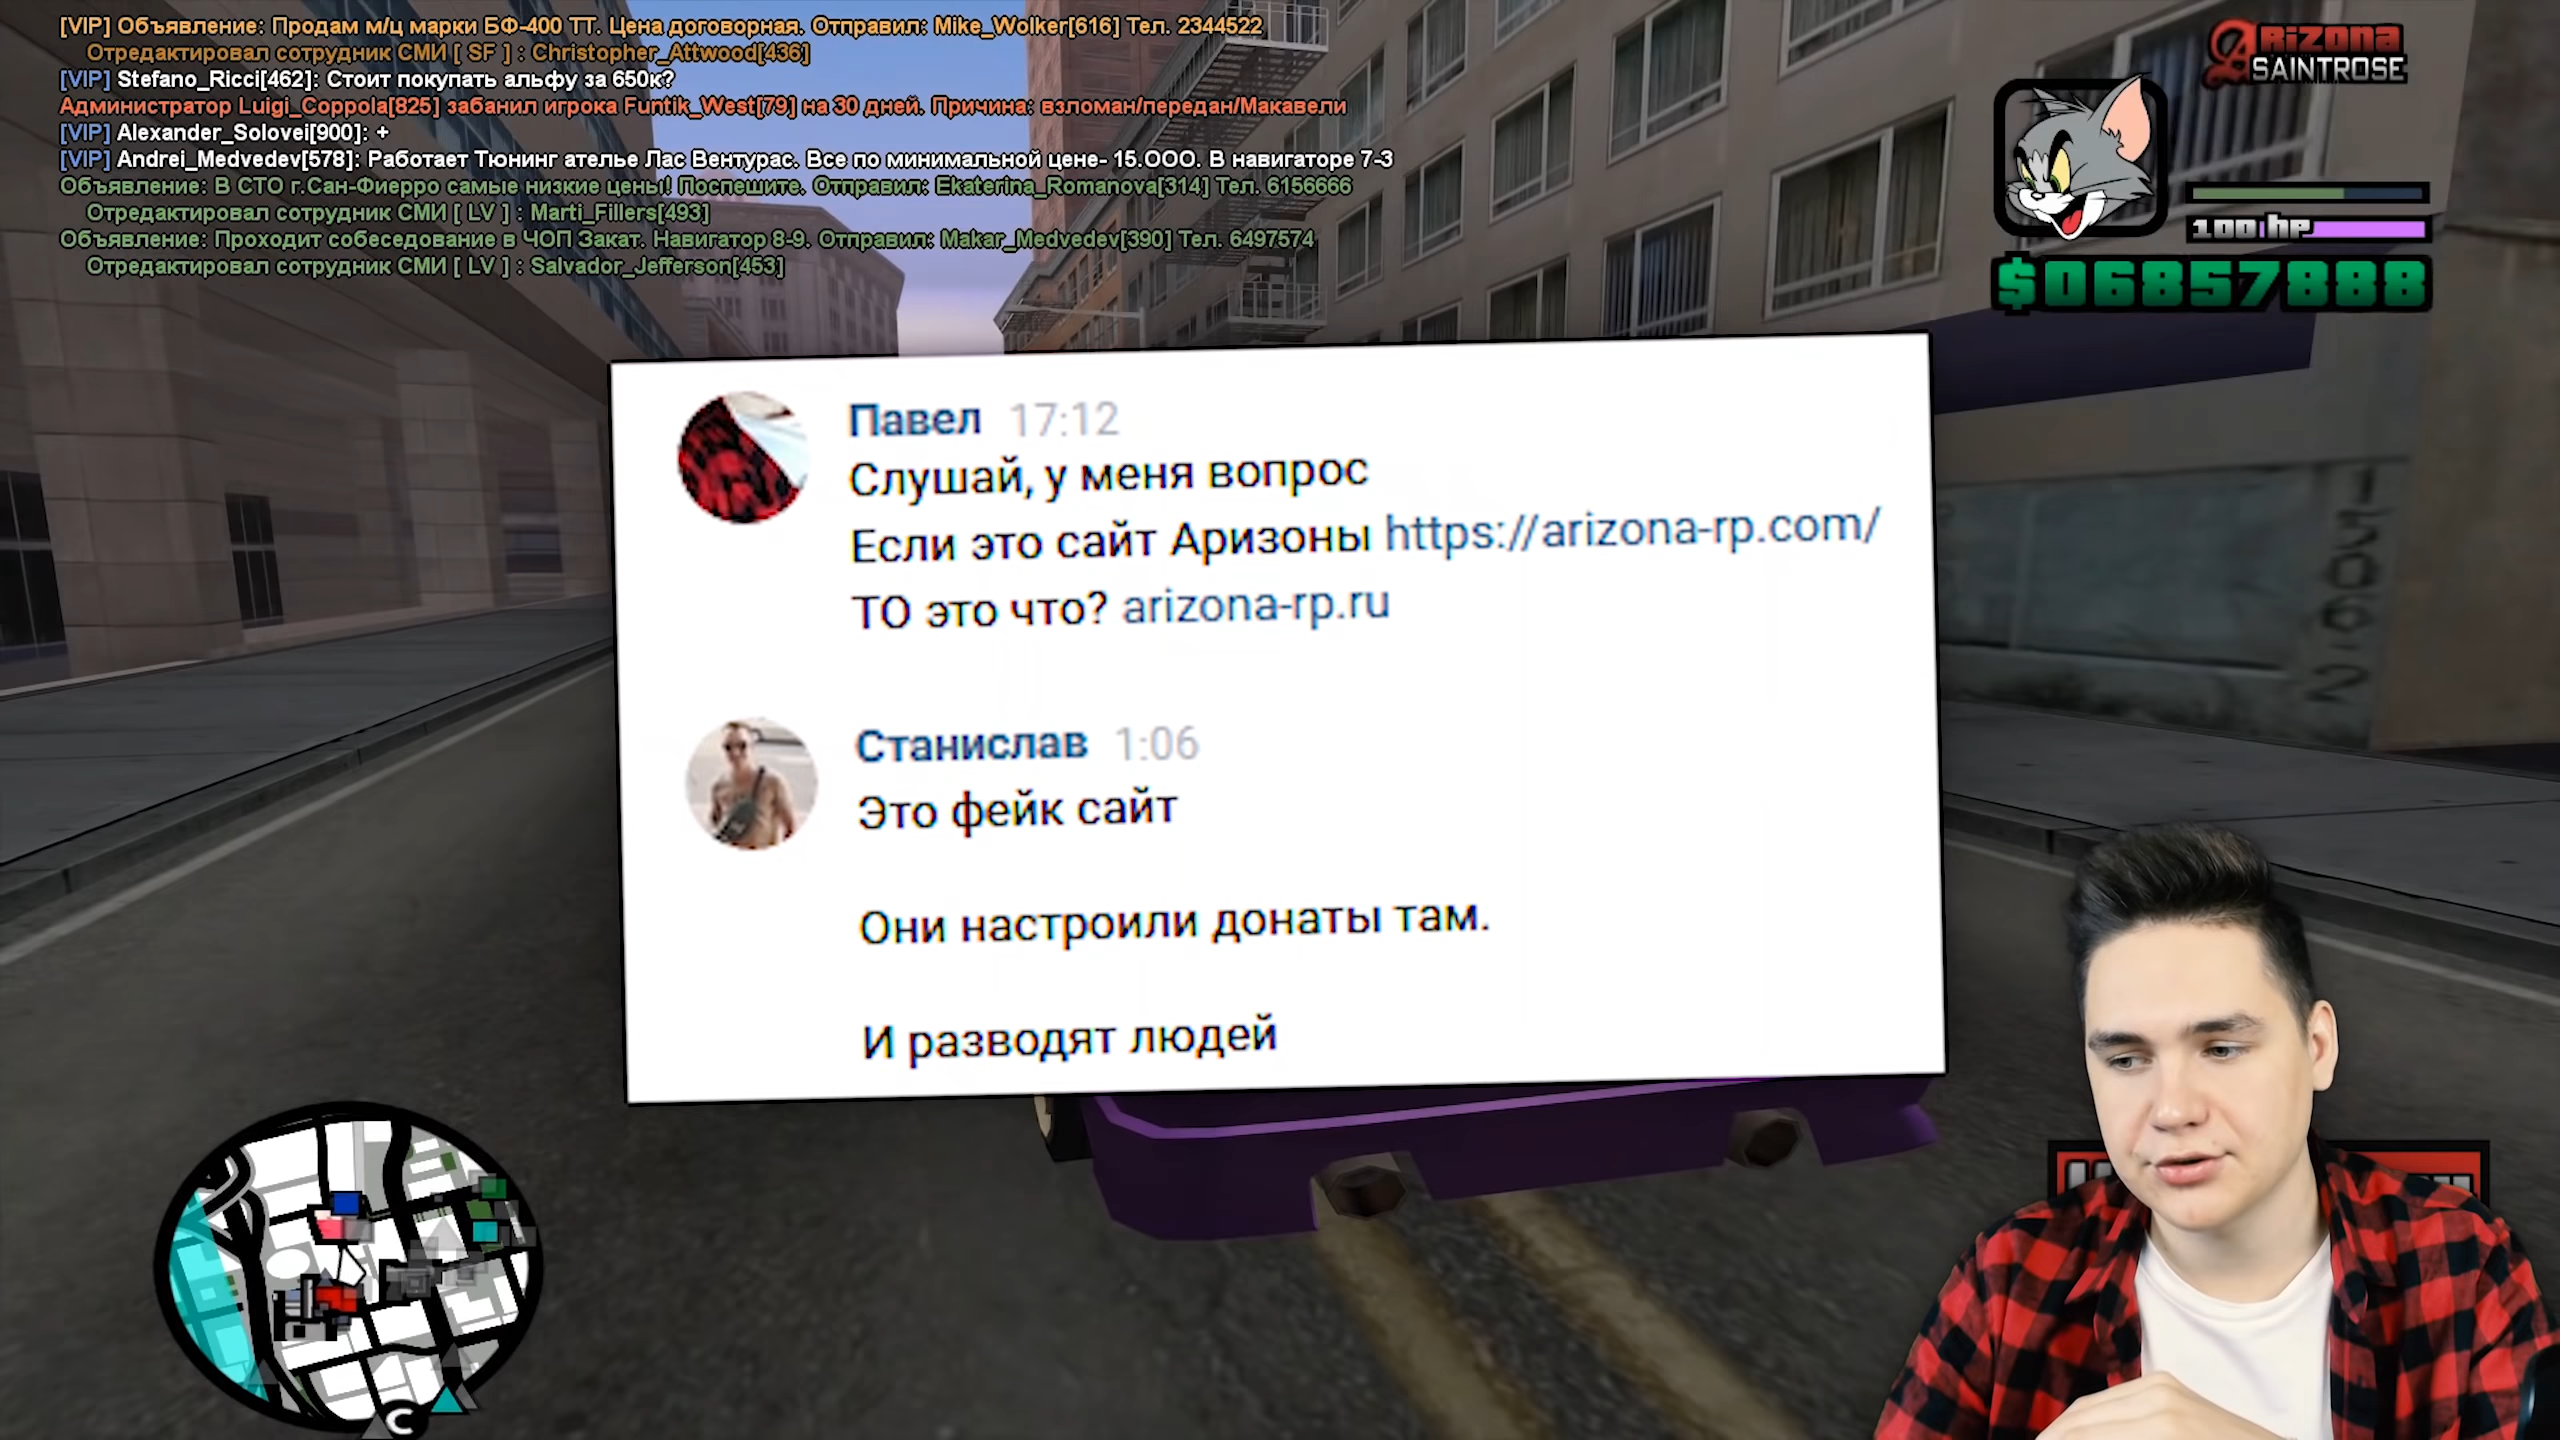 [VIP] Объявление: Продам м/ц марки БФ-400 ТТ. Цена договорная. Отправил: Mike_Wolker[616] Тел. 2344522
Отредактировал сотрудник СМИ [ SF ] : Christopher_Attwood[436]
[VIP] Stefano_Ricci[462]: Стоит покупать альфу за 650к?
Администратор Luigi_Coppola[825] забанил игрока Funtik_West[79] на 30 дней. Причина: взломан/передан/Макавели
[VIP] Alexander_Solovei[900]: +
[VIP] Andrei_Medvedev[578]: Работает Тюнинг ателье Лас Вентурас. Все по минимальной цене- 15.ООО. В навигаторе 7-3
Объявление: В СТО г.Сан-Фиерро самые низкие цены! Поспешите. Отправил: Ekaterina_Romanova[314] Тел. 6156666
Отредактировал сотрудник СМИ [ LV ] : Marti_Fillers[493]
Объявление: Проходит собеседование в ЧОП Закат. Навигатор 8-9. Отправил: Makar_Medvedev[390] Тел. 6497574
Отредактировал сотрудник СМИ [ LV ] : Salvador_Jefferson[453]
Arizona
SAINTROSE
100 hp
$06857888
Павел 17:12
Слушай, у меня вопрос
Если это сайт Аризоны https://arizona-rp.com/
ТО это что? arizona-rp.ru
Станислав 1:06
Это фейк сайт
Они настроили донаты там.
И разводят людей
1506-2
C